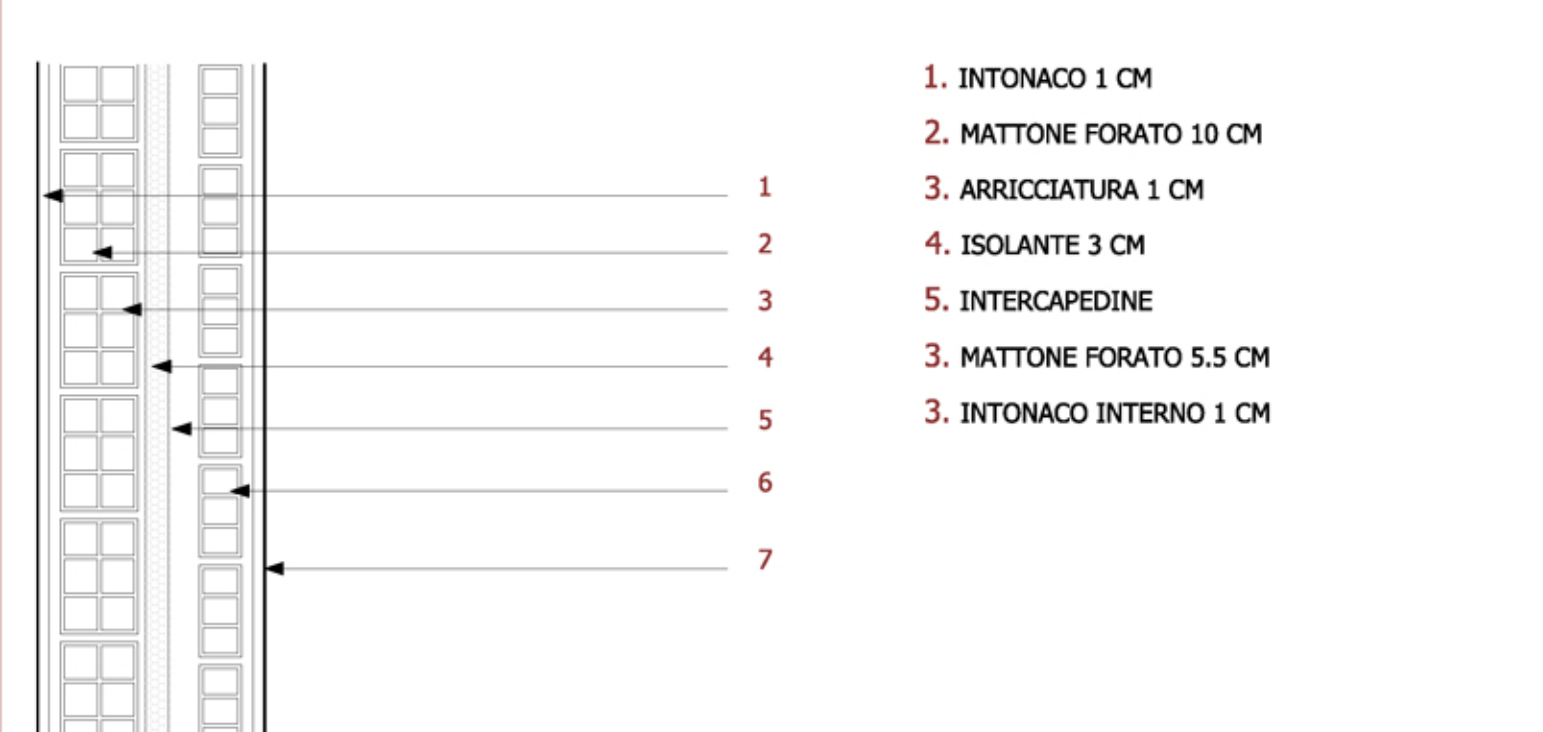 1
2
3
4
5
6
7
1. INTONACO 1 CM
2. MATTONE FORATO 10 CM
3. ARRICCIATURA 1 CM
4. ISOLANTE 3 CM
5. INTERCAPEDINE
3. MATTONE FORATO 5.5 CM
3. INTONACO INTERNO 1 CM